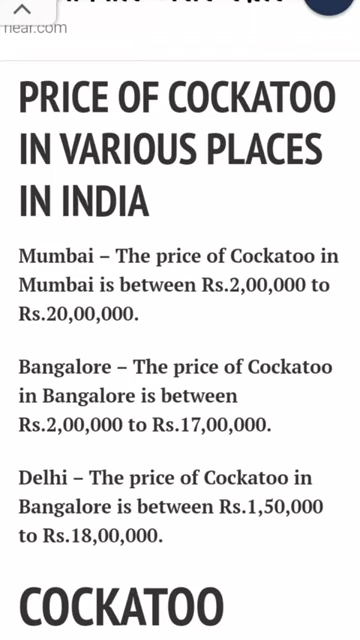 near.com
PRICE OF COCKATOO
IN VARIOUS PLACES
IN INDIA
Mumbai – The price of Cockatoo in
Mumbai is between Rs.2,00,000 to
Rs.20,00,000.
Bangalore – The price of Cockatoo
in Bangalore is between
Rs.2,00,000 to Rs.17,00,000.
Delhi – The price of Cockatoo in
Bangalore is between Rs.1,50,000
to Rs.18,00,000.
COCKATOO